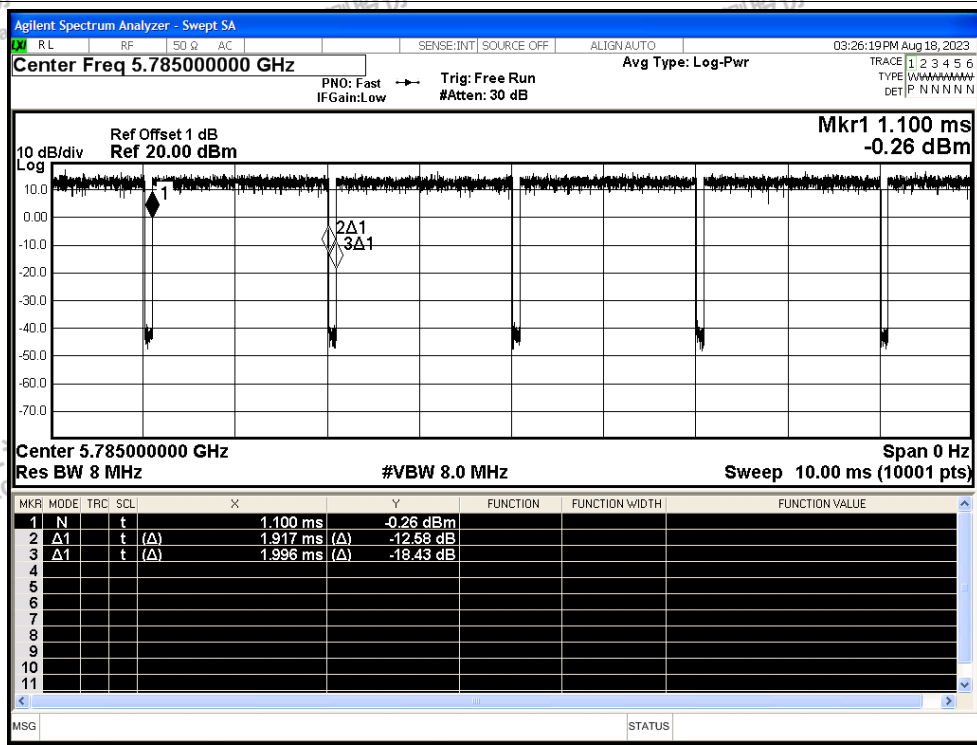 Agilent Spectrum Analyzer - Swept SA
LXI RL RF 50 Ω AC SENSE:INT SOURCE OFF ALIGN AUTO 03:26:19 PM Aug 18, 2023
Center Freq 5.785000000 GHz
Avg Type: Log-Pwr
TRACE 1 2 3 4 5 6
TYPE
DET P N N N N N
PNO: Fast
IFGain:Low
Trig: Free Run
#Atten: 30 dB
Mkr1 1.100 ms
-0.26 dBm
Ref Offset 1 dB
10 dB/div Ref 20.00 dBm
Log
10.0
0.00
-10.0
-20.0
-30.0
-40.0
-50.0
-60.0
-70.0
1
2Δ1
3Δ1
Center 5.785000000 GHz Span 0 Hz
Res BW 8 MHz #VBW 8.0 MHz Sweep 10.00 ms (10001 pts)
MKR MODE TRC SCL X Y FUNCTION FUNCTION WIDTH FUNCTION VALUE
1 N t 1.100 ms -0.26 dBm
2 Δ1 t (Δ) 1.917 ms (Δ) -12.58 dB
3 Δ1 t (Δ) 1.996 ms (Δ) -18.43 dB
4
5
6
7
8
9
10
11
MSG STATUS